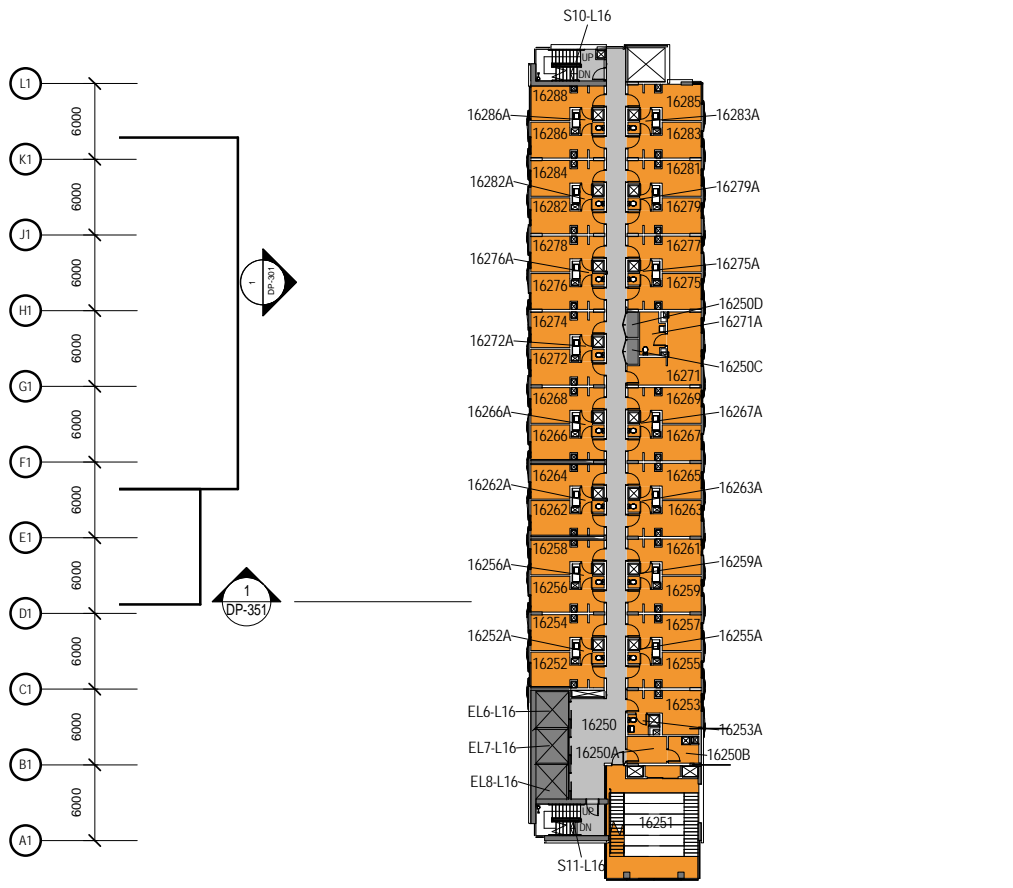 S10-L16
UP
DN
L1
6000
K1
6000
J1
6000
H1
6000
G1
6000
F1
6000
E1
6000
D1
6000
C1
6000
B1
6000
A1
1
DP-301
1
DP-351
16288
16285
16286A
16283A
16286
16283
16284
16281
16282A
16279A
16282
16279
16278
16277
16276A
16275A
16276
16275
16250D
16274
16271A
16272A
16272
16250C
16271
16268
16269
16266A
16267A
16266
16267
16264
16265
16262A
16263A
16262
16263
16258
16261
16256A
16259A
16256
16259
16254
16257
16252A
16255A
16252
16255
16253
EL6-L16
16250
16253A
EL7-L16
16250A
16250B
EL8-L16
UP
DN
16251
S11-L16